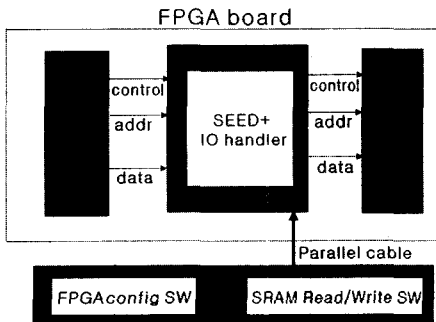 FPGA board
control
addr
data
SEED+
IO handler
control
addr
data
Parallel cable
FPGAconfig SW
SRAM Read/Write SW